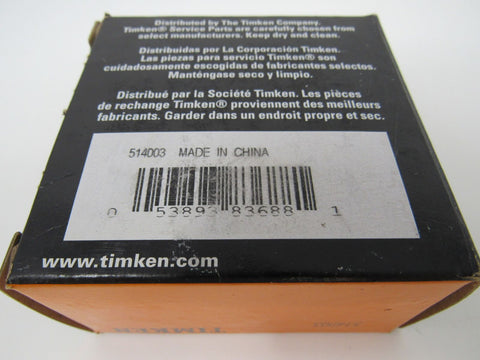 Distributed by The Timken Company.
Timken® Service Parts are carefully chosen from
select manufacturers. Keep dry and clean.
Distribuidas por La Corporación Timken.
Las piezas para servicio Timken® son
cuidadosamente escogidas de fabricantes selectos.
Manténgase seco y limpio.
Distribué par la Société Timken. Les pièces
de rechange Timken® proviennent des meilleurs
fabricants. Garder dans un endroit propre et sec.
514003 MADE IN CHINA
0 53893 83688 1
www.timken.com
TIMKEN
514003